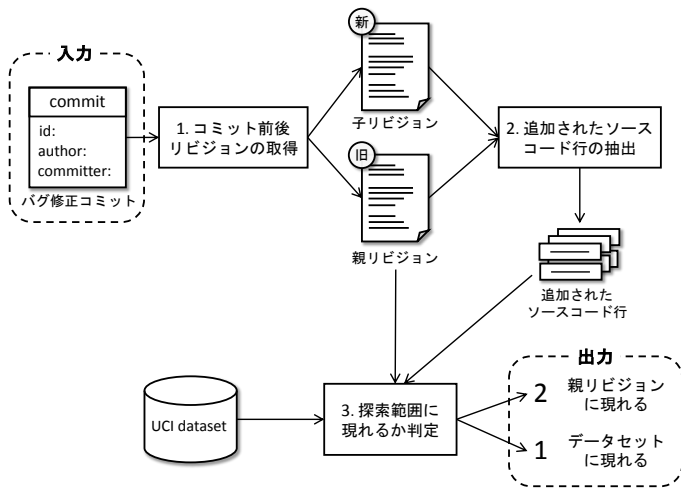 入力
commit
id:
author:
committer:
バグ修正コミット
1. コミット前後
リビジョンの取得
新
子リビジョン
旧
親リビジョン
2. 追加されたソース
コード行の抽出
追加された
ソースコード行
UCI dataset
3. 探索範囲に
現れるか判定
出力
2 親リビジョン
に現れる
1 データセット
に現れる